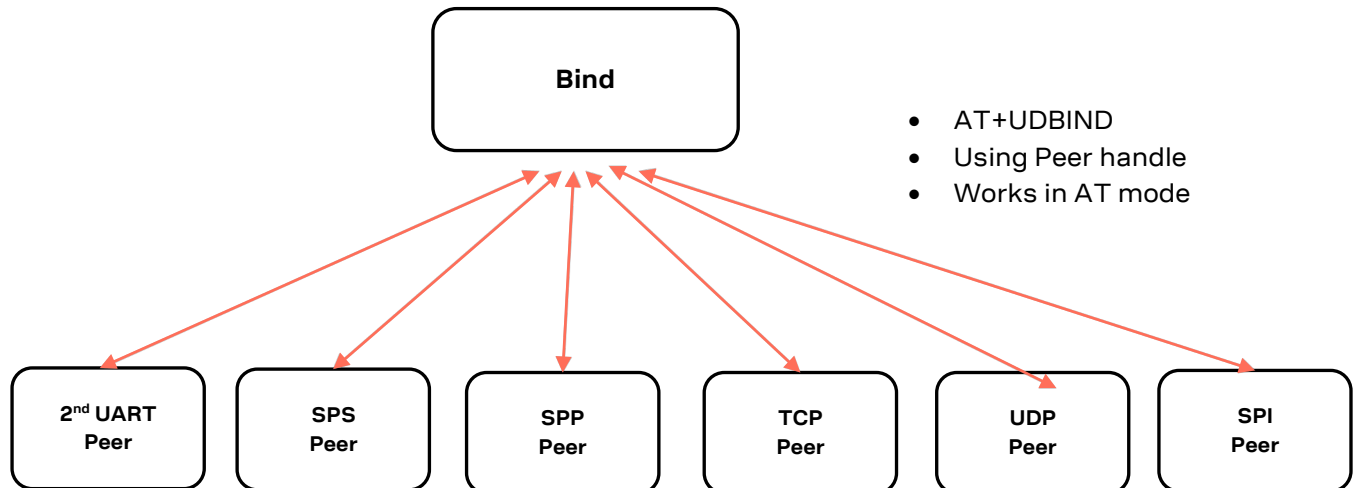 Bind
• AT+UDBIND
• Using Peer handle
• Works in AT mode
2nd UART
Peer
SPS
Peer
SPP
Peer
TCP
Peer
UDP
Peer
SPI
Peer